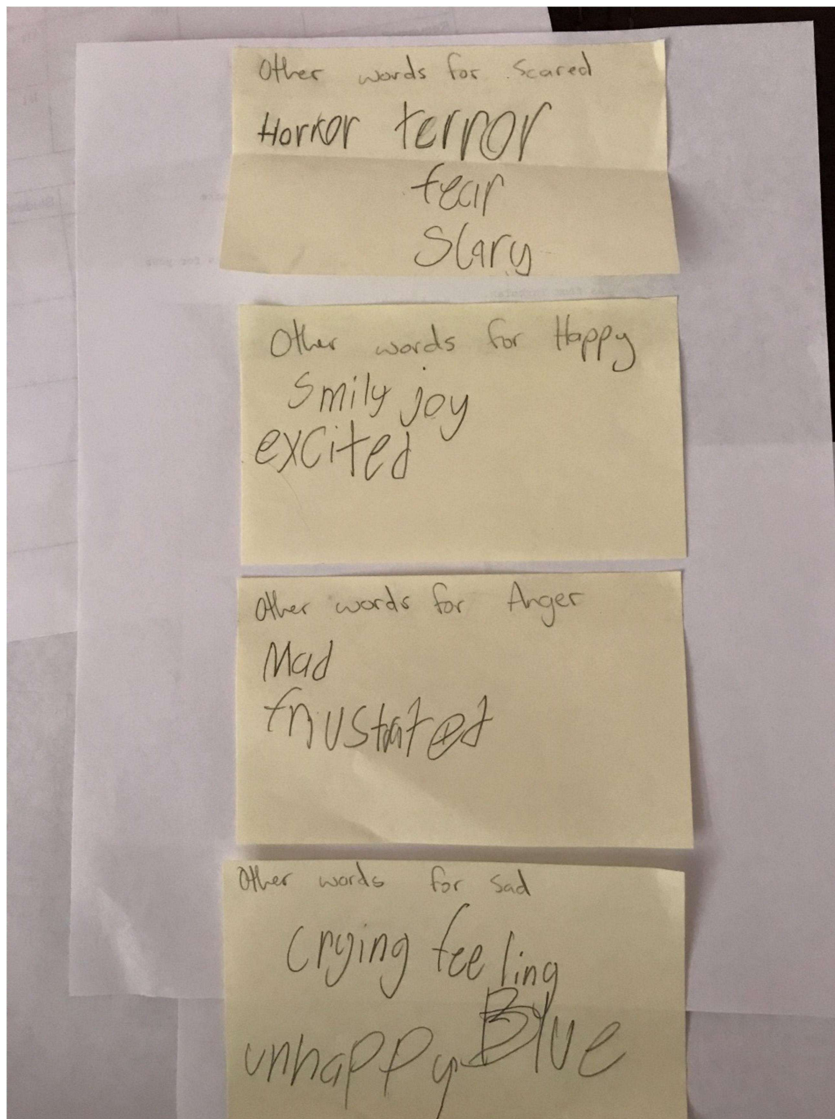 Other words for Scared
Horror terror
fear
Scary
Other words for Happy
Smily joy
excited
Other words for Anger
Mad
frustrated
Other words for Sad
Crying feeling
unhappy Blue